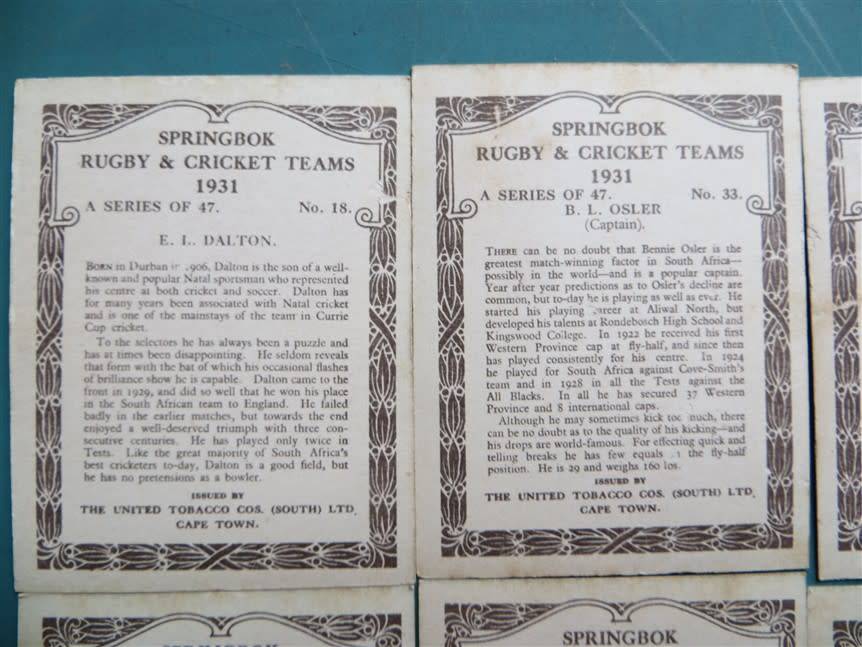 SPRINGBOK
RUGBY & CRICKET TEAMS
1931
A SERIES OF 47. No. 18.
E. L. DALTON.
BORN in Durban in .906, Dalton is the son of a well-
known and popular Natal sportsman who represented
his centre at both cricket and soccer. Dalton has
for many years been associated with Natal cricket
and is one of the mainstays of the team in Currie
Cup cricket.
To the selectors he has always been a puzzle and
has at times been disappointing. He seldom reveals
that form with the bat of which his occasional flashes
of brilliance show he is capable. Dalton came to the
front in 1929, and did so well that he won his place
in the South African team to England. He failed
badly in the earlier matches, but towards the end
enjoyed a well-deserved triumph with three con-
secutive centuries. He has played only twice in
Tests. Like the great majority of South Africa's
best cricketers to-day, Dalton is a good field, but
he has no pretensions as a bowler.
ISSUED BY
THE UNITED TOBACCO COS. (SOUTH) LTD.
CAPE TOWN.
SPRINGBOK
RUGBY & CRICKET TEAMS
1931
A SERIES OF 47. No. 33.
B. L. OSLER
(Captain).
THERE can be no doubt that Bennie Osler is the
greatest match-winning factor in South Africa—
possibly in the world—and is a popular captain.
Year after year predictions as to Osler's decline are
common, but to-day he is playing as well as ever. He
started his playing career at Aliwal North, but
developed his talents at Rondebosch High School and
Kingswood College. In 1922 he received his first
Western Province cap a fly-half, and since then
has played consistently for his centre. In 1924
he played for South Africa against Cove-Smith's
team and in 1928 in all the Tests against the
All Blacks. In all he has secured 37 Western
Province and 8 international caps.
Although he may sometimes kick too much, there
can be no doubt as to the quality of his kicking—and
his drops are world-famous. For effecting quick and
telling breaks he has few equals the fly-half
position. He is 29 and weighs 160 lbs.
ISSUED BY
THE UNITED TOBACCO COS. (SOUTH) LTD.
CAPE TOWN.
SPRINGBOK
SPRINGBOK